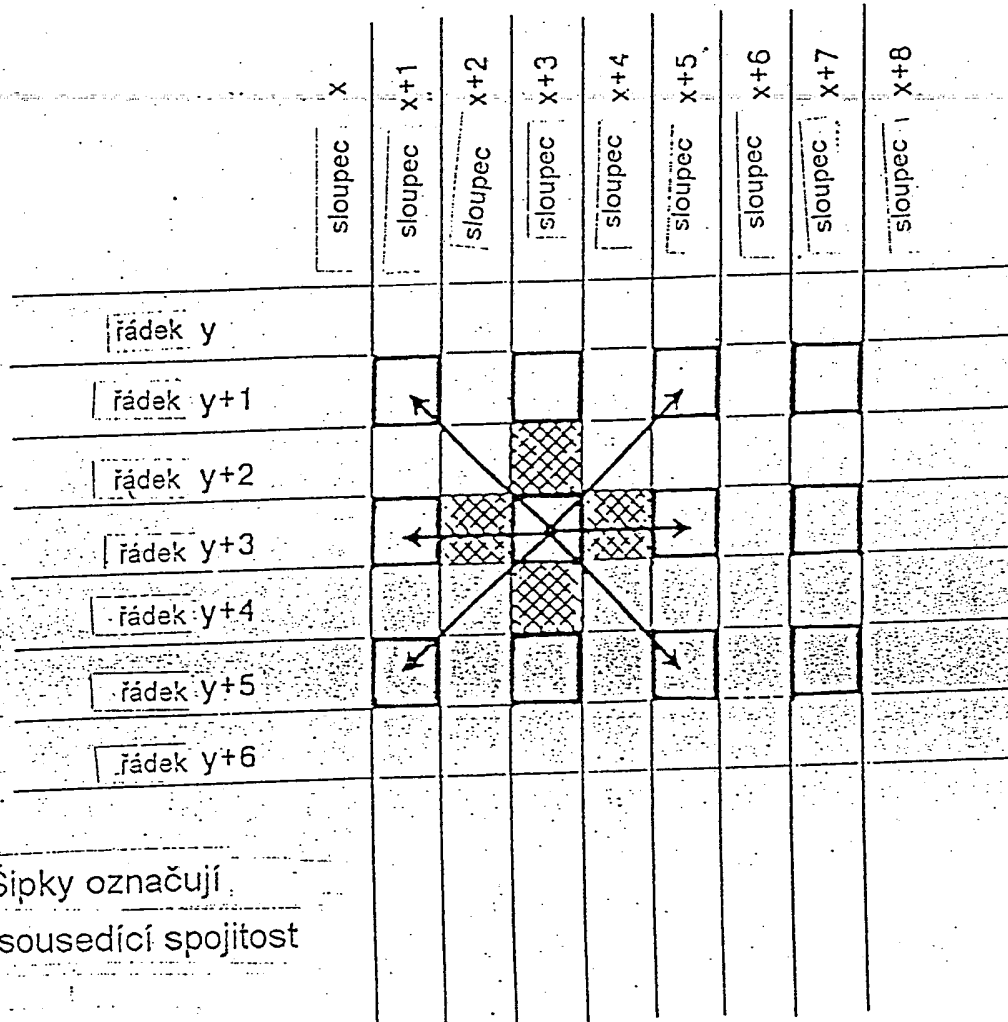 sloupec x
sloupec x+1
sloupec x+2
sloupec x+3
sloupec x+4
sloupec x+5
sloupec x+6
sloupec x+7
sloupec x+8
řádek y
řádek y+1
řádek y+2
řádek y+3
řádek y+4
řádek y+5
řádek y+6
Šipky označují
sousedící spojitost